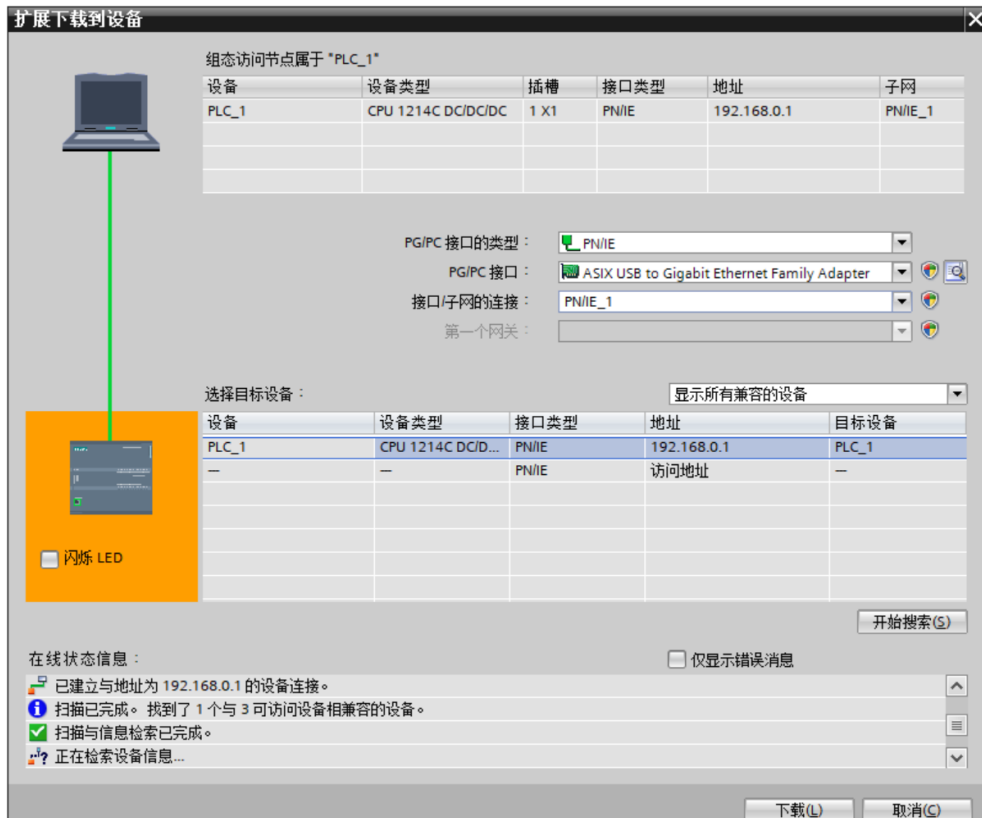 扩展下载到设备
组态访问节点属于 "PLC_1"
设备 设备类型 插槽 接口类型 地址 子网
PLC_1 CPU 1214C DC/DC/DC 1 X1 PN/IE 192.168.0.1 PN/IE_1
PG/PC 接口的类型： PN/IE
PG/PC 接口： ASIX USB to Gigabit Ethernet Family Adapter
接口/子网的连接： PN/IE_1
第一个网关：
选择目标设备： 显示所有兼容的设备
设备 设备类型 接口类型 地址 目标设备
PLC_1 CPU 1214C DC/D... PN/IE 192.168.0.1 PLC_1
— — PN/IE 访问地址 —
闪烁 LED
开始搜索(S)
在线状态信息： 仅显示错误消息
已建立与地址为 192.168.0.1 的设备连接。
扫描已完成。找到了 1 个与 3 可访问设备相兼容的设备。
扫描与信息检索已完成。
正在检索设备信息...
下载(L) 取消(C)